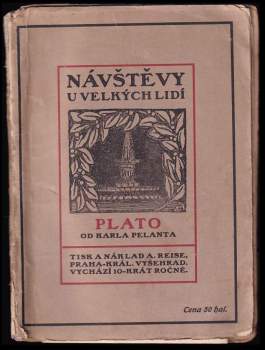 NÁVŠTĚVY
U VELKÝCH LIDÍ
PLATO
OD KARLA PELANTA
TISK A NÁKLAD A. REISE,
PRAHA-KRÁL. VYŠEHRAD.
VYCHÁZÍ 10-KRÁT ROČNĚ.
Cena 50 hal.